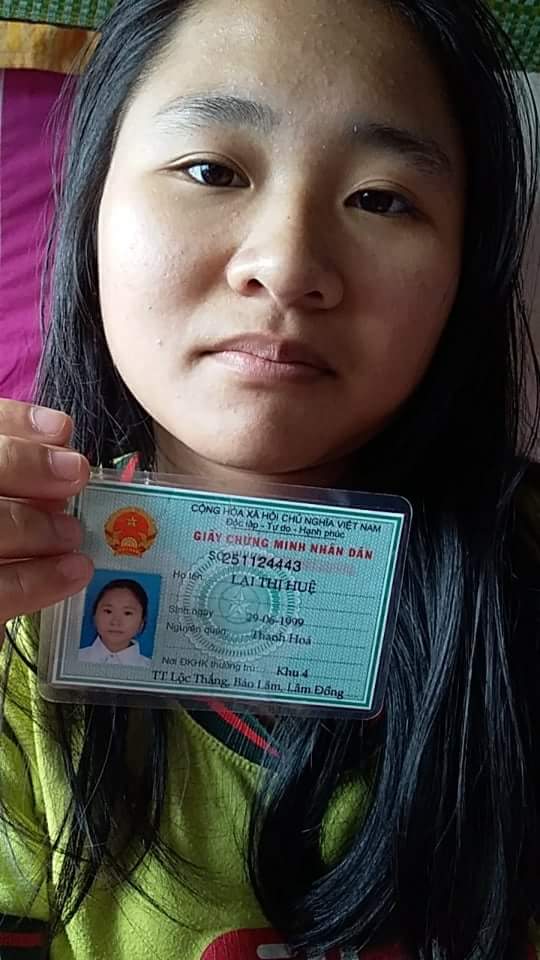 CỘNG HÒA XÃ HỘI CHỦ NGHĨA VIỆT NAM
Độc lập - Tự do - Hạnh phúc
GIẤY CHỨNG MINH NHÂN DÂN
SỐ 251124443
Họ tên LẠI THỊ HUỆ
Sinh ngày 29-06-1999
Nguyên quán Thanh Hoá
Nơi ĐKHK thường trú Khu 4
TT Lộc Thắng, Bảo Lâm, Lâm Đồng